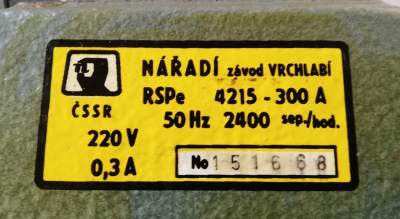 NÁŘADÍ závod VRCHLABÍ
RSPe 4215-300 A
ČSSR
50 Hz 2400 sep./hod.
220 V
0,3 A
No 151668